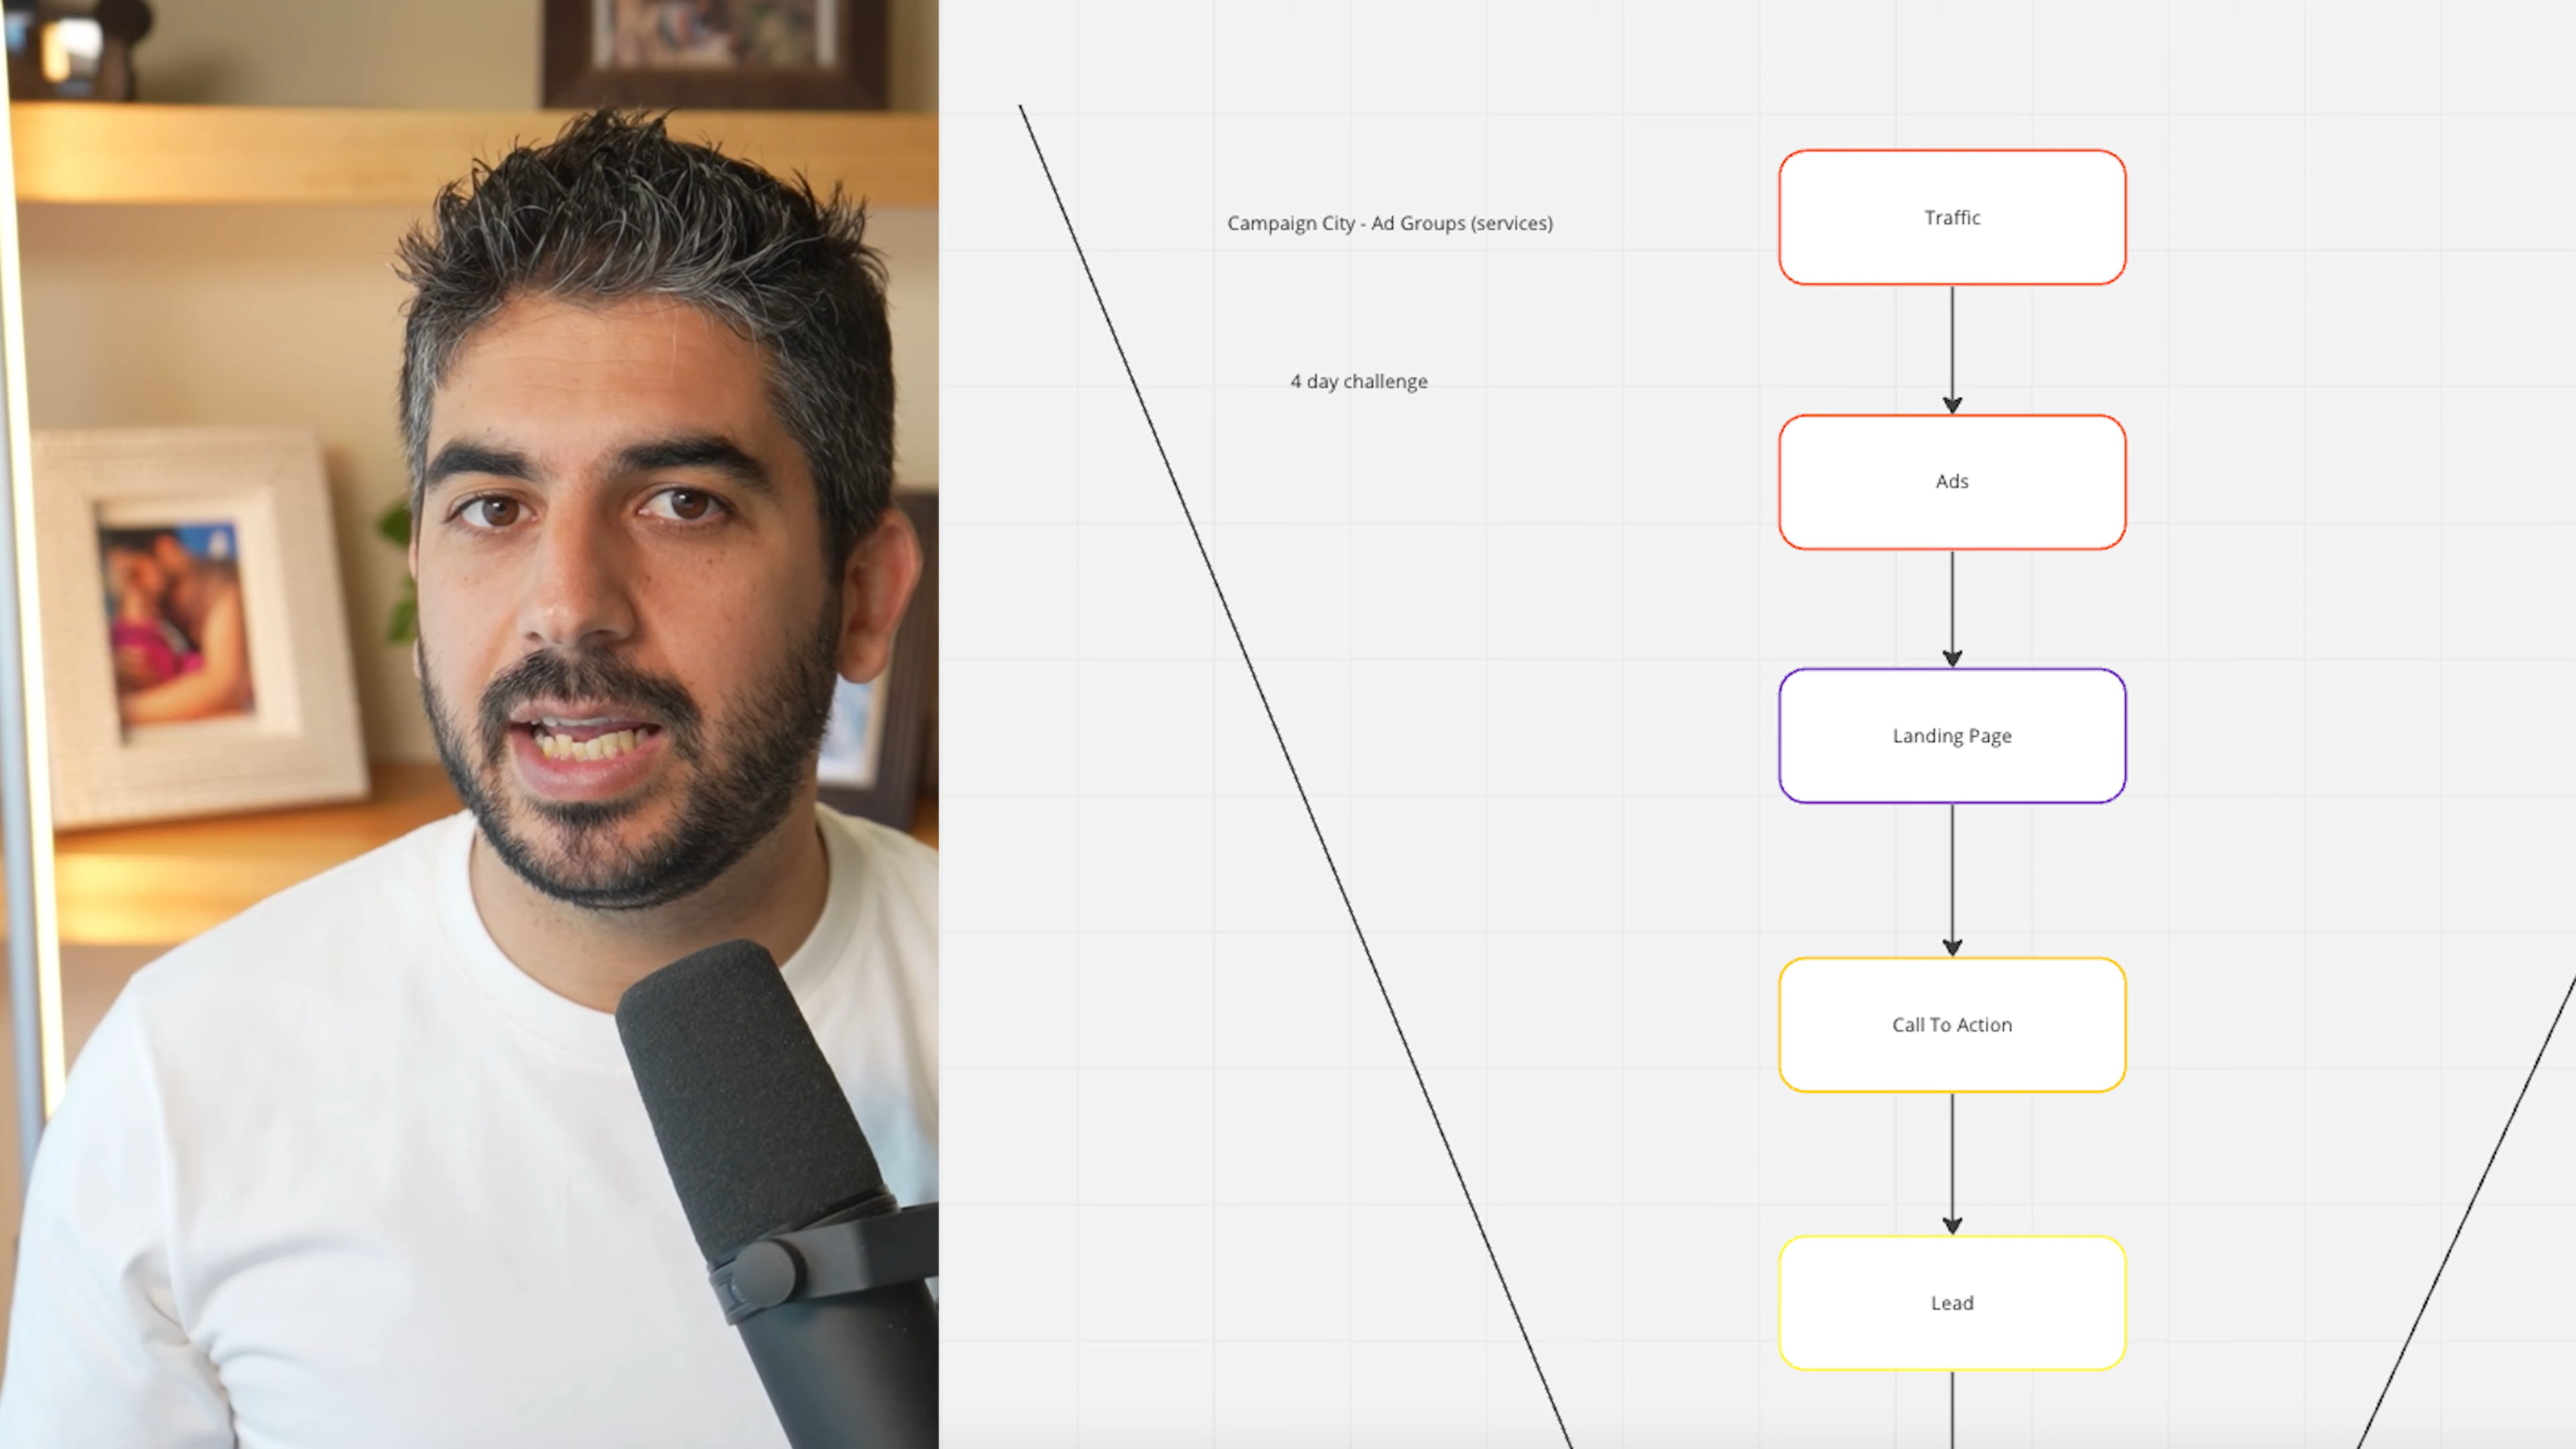 Traffic
Campaign City - Ad Groups (services)
4 day challenge
Ads
Landing Page
Call To Action
Lead